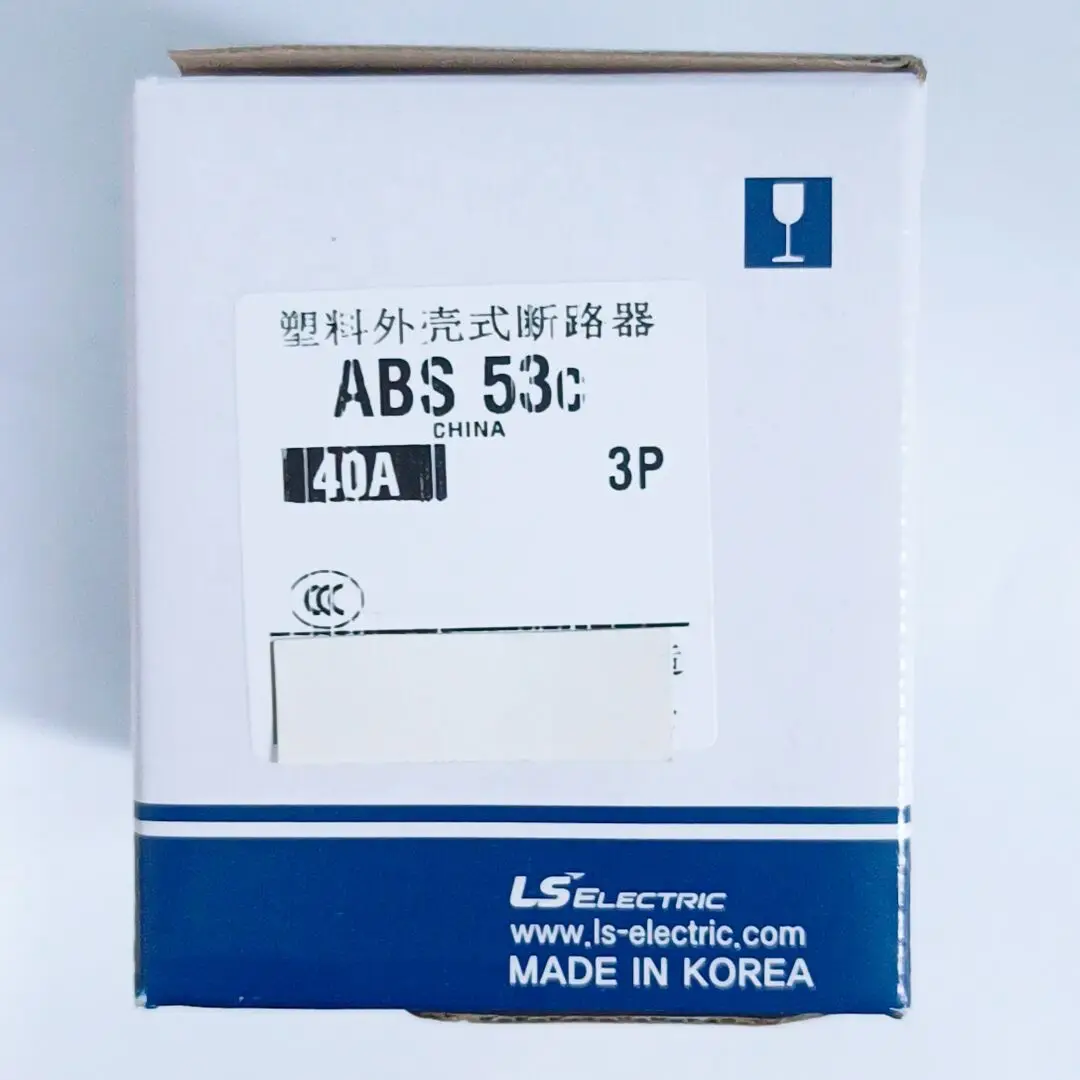 塑料外壳式断路器
ABS 53c
CHINA
40A 3P
CCC
LS ELECTRIC
www.ls-electric.com
MADE IN KOREA